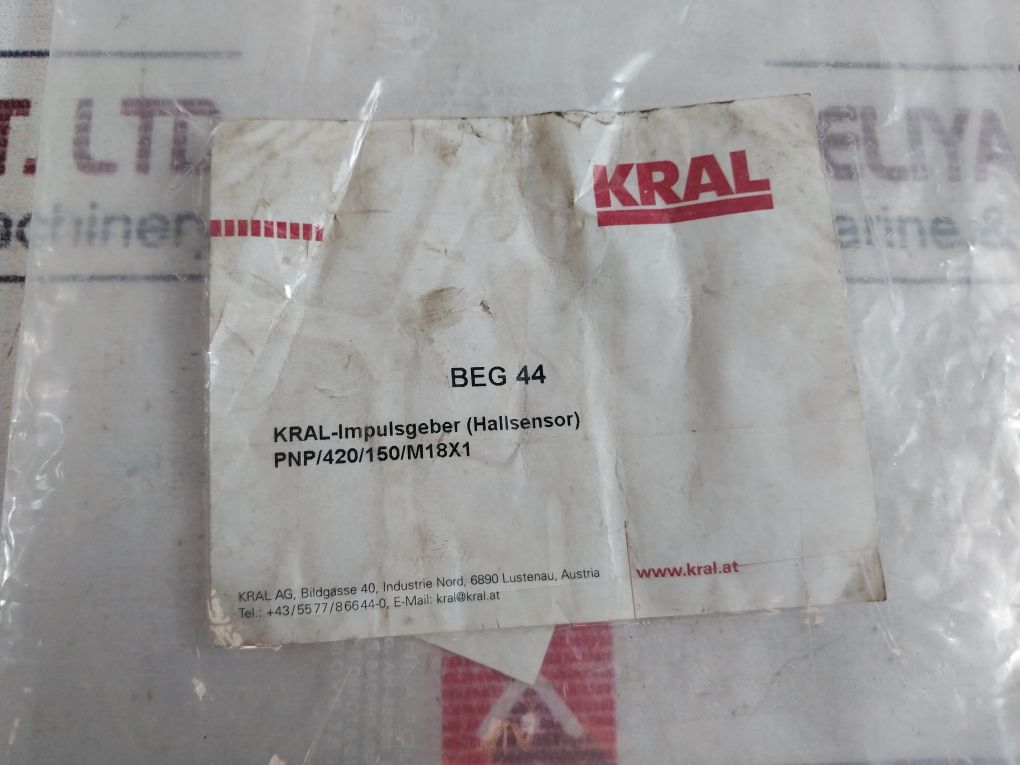 T. LTD
achinery
ELIYA
arine &
KRAL
BEG 44
KRAL-Impulsgeber (Hallsensor)
PNP/420/150/M18X1
KRAL AG, Bildgasse 40, Industrie Nord, 6890 Lustenau, Austria
Tel.: +43/5577/86644-0, E-Mail: kral@kral.at
www.kral.at